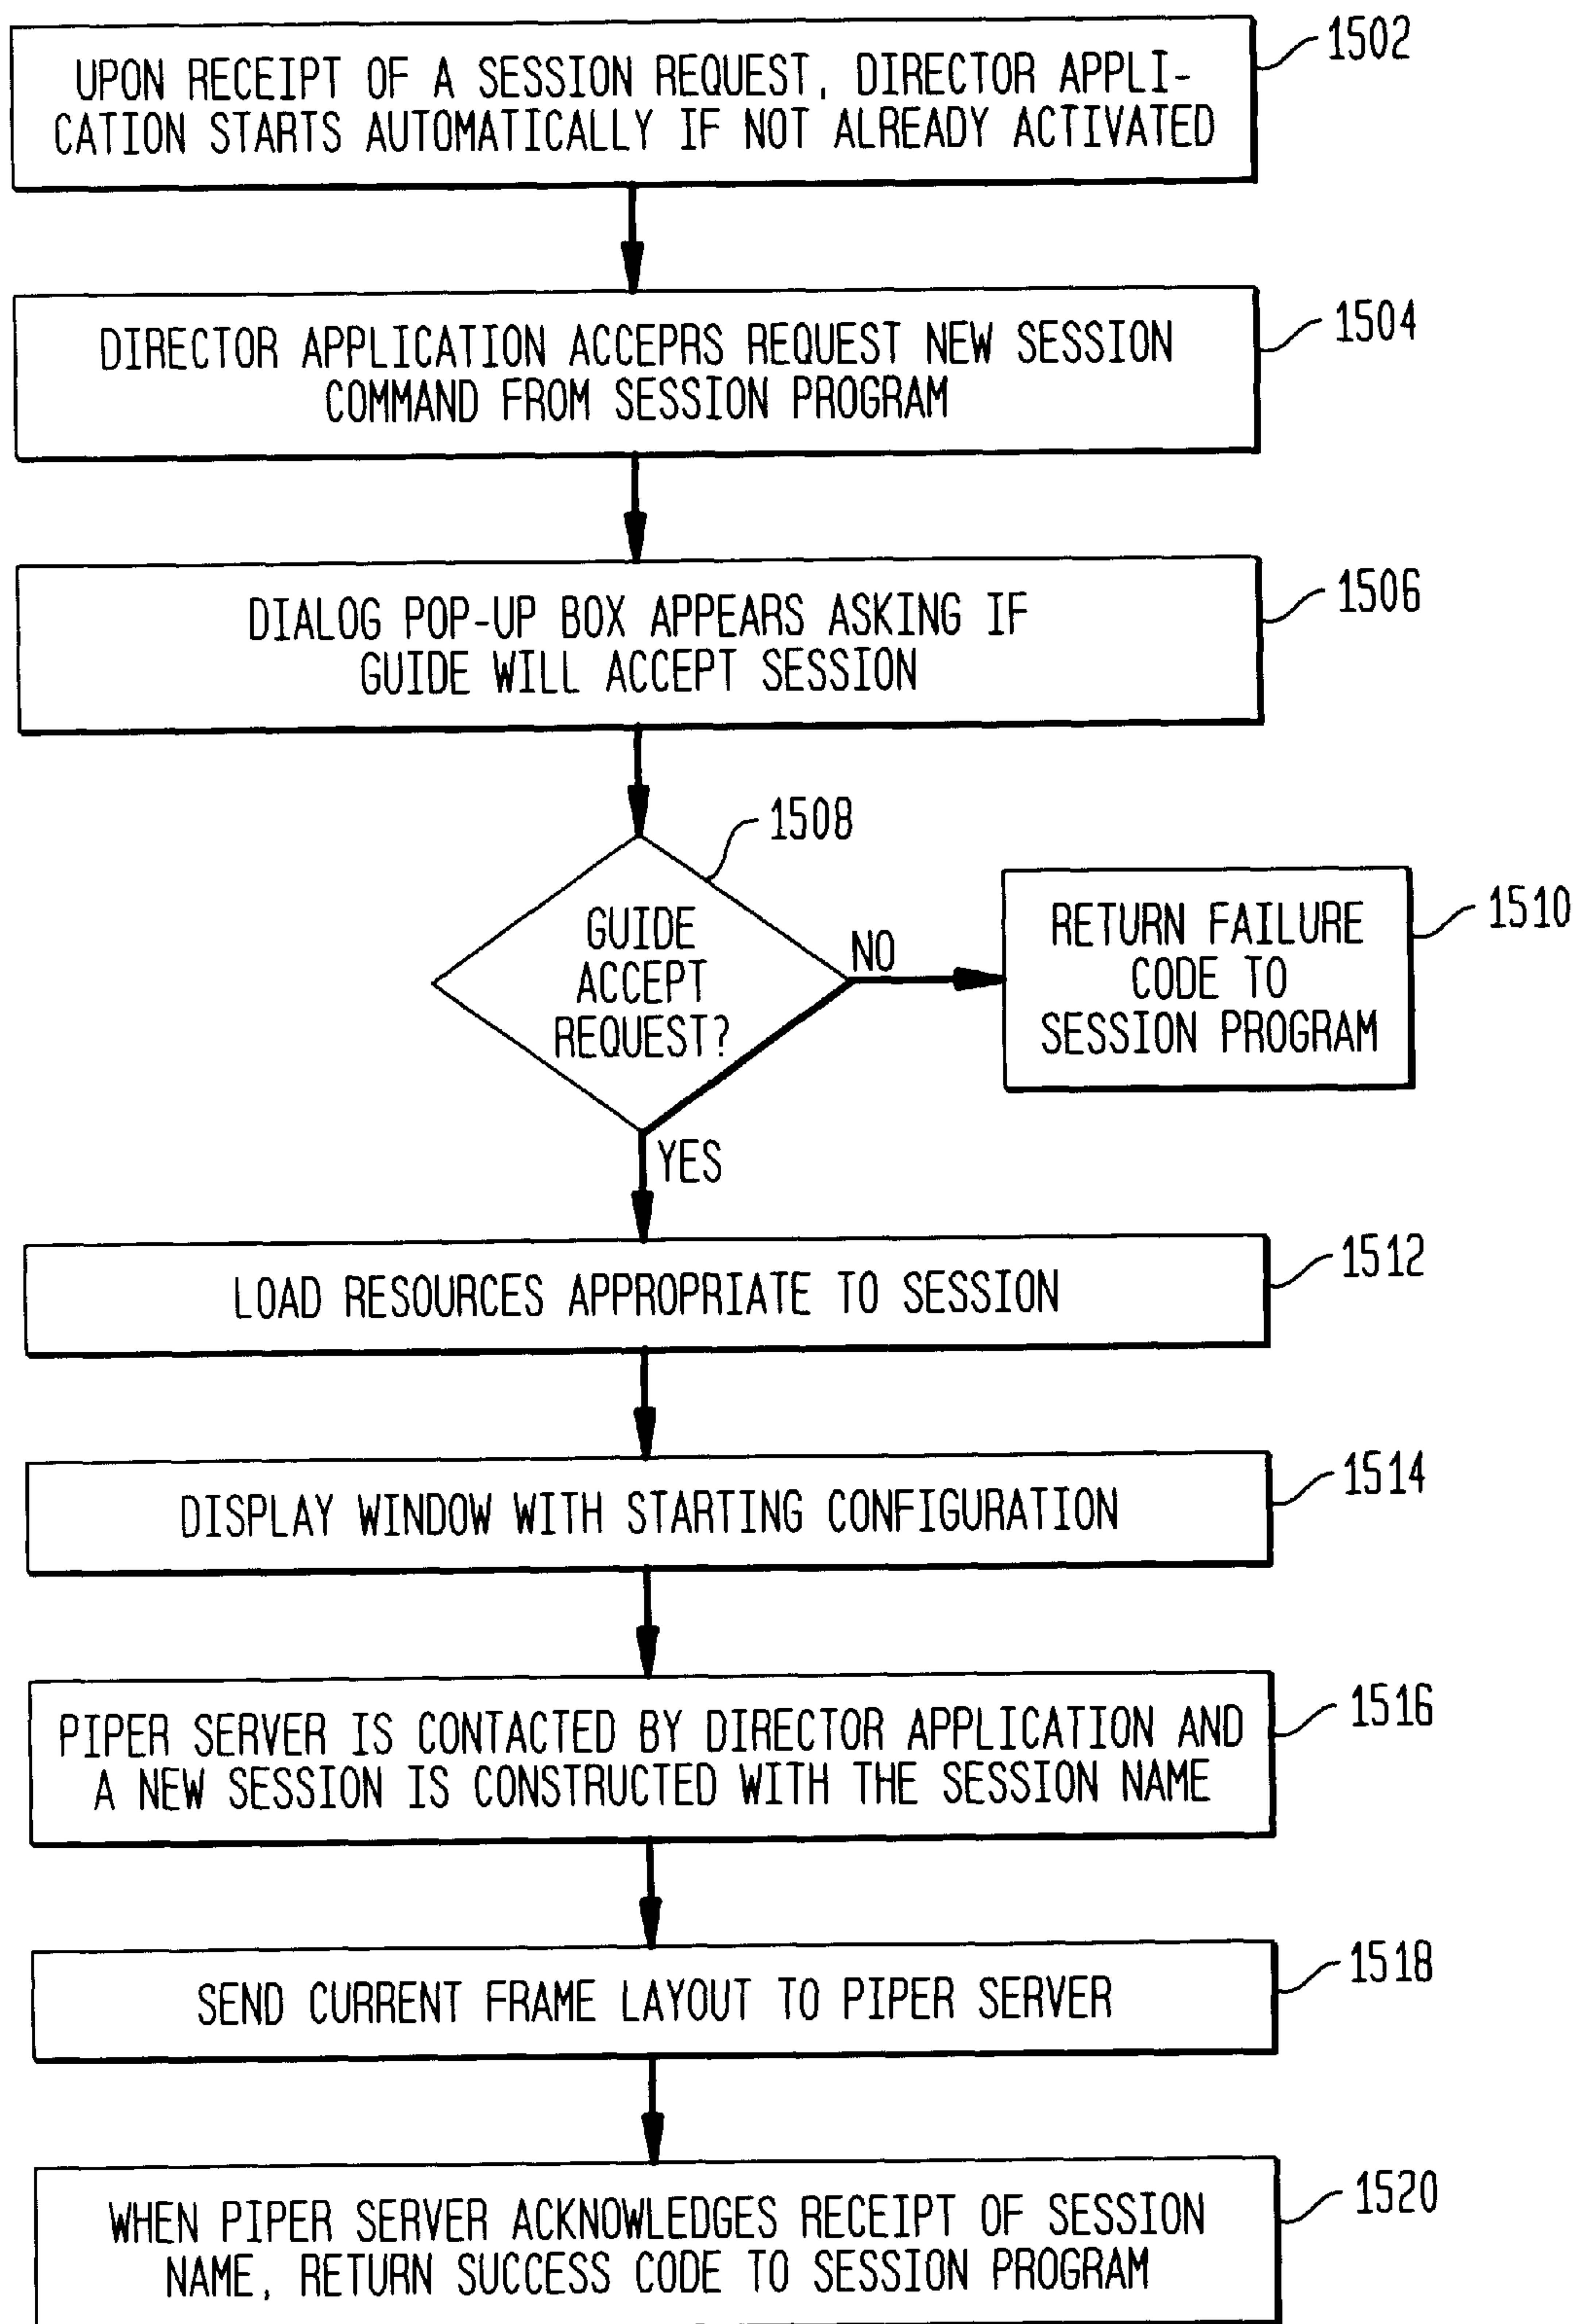 UPON RECEIPT OF A SESSION REQUEST, DIRECTOR APPLI-
CATION STARTS AUTOMATICALLY IF NOT ALREADY ACTIVATED
1502
DIRECTOR APPLICATION ACCEPRS REQUEST NEW SESSION
COMMAND FROM SESSION PROGRAM
1504
DIALOG POP-UP BOX APPEARS ASKING IF
GUIDE WILL ACCEPT SESSION
1506
1508
GUIDE
ACCEPT
REQUEST?
NO
RETURN FAILURE
CODE TO
SESSION PROGRAM
1510
YES
LOAD RESOURCES APPROPRIATE TO SESSION
1512
DISPLAY WINDOW WITH STARTING CONFIGURATION
1514
PIPER SERVER IS CONTACTED BY DIRECTOR APPLICATION AND
A NEW SESSION IS CONSTRUCTED WITH THE SESSION NAME
1516
SEND CURRENT FRAME LAYOUT TO PIPER SERVER
1518
WHEN PIPER SERVER ACKNOWLEDGES RECEIPT OF SESSION
NAME, RETURN SUCCESS CODE TO SESSION PROGRAM
1520